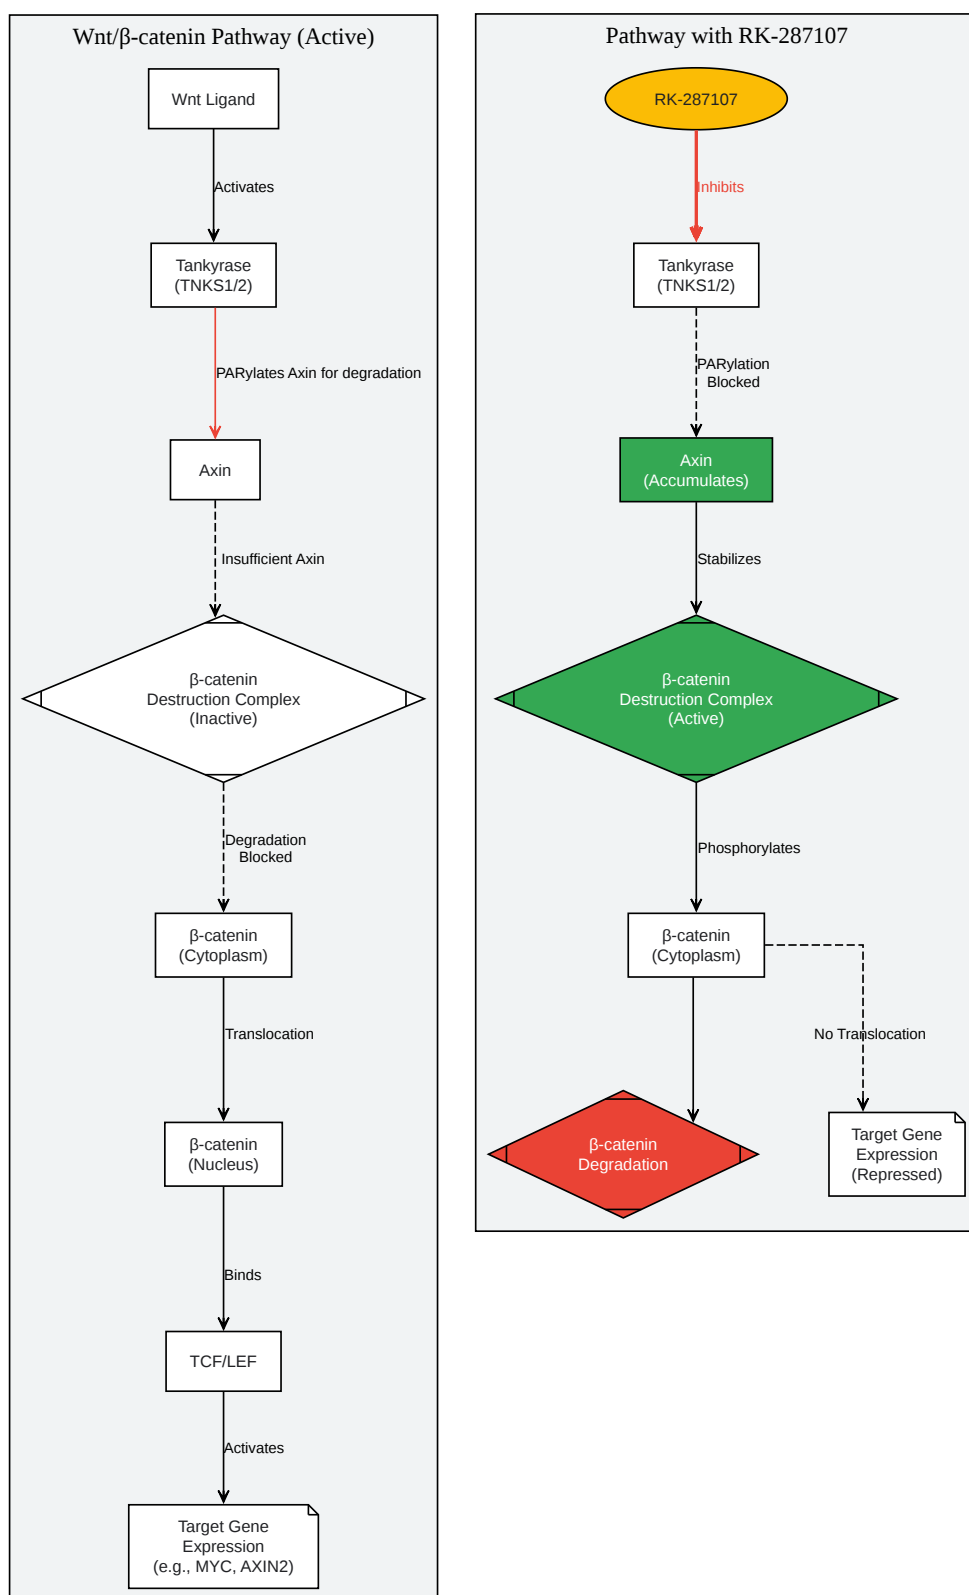 Wnt/β-catenin Pathway (Active)
Wnt Ligand
Activates
Tankyrase
(TNKS1/2)
PARylates Axin for degradation
Axin
Insufficient Axin
β-catenin
Destruction Complex
(Inactive)
Degradation
Blocked
β-catenin
(Cytoplasm)
Translocation
β-catenin
(Nucleus)
Binds
TCF/LEF
Activates
Target Gene
Expression
(e.g., MYC, AXIN2)
Pathway with RK-287107
RK-287107
Inhibits
Tankyrase
(TNKS1/2)
PARylation
Blocked
Axin
(Accumulates)
Stabilizes
β-catenin
Destruction Complex
(Active)
Phosphorylates
β-catenin
(Cytoplasm)
No Translocation
β-catenin
Degradation
Target Gene
Expression
(Repressed)